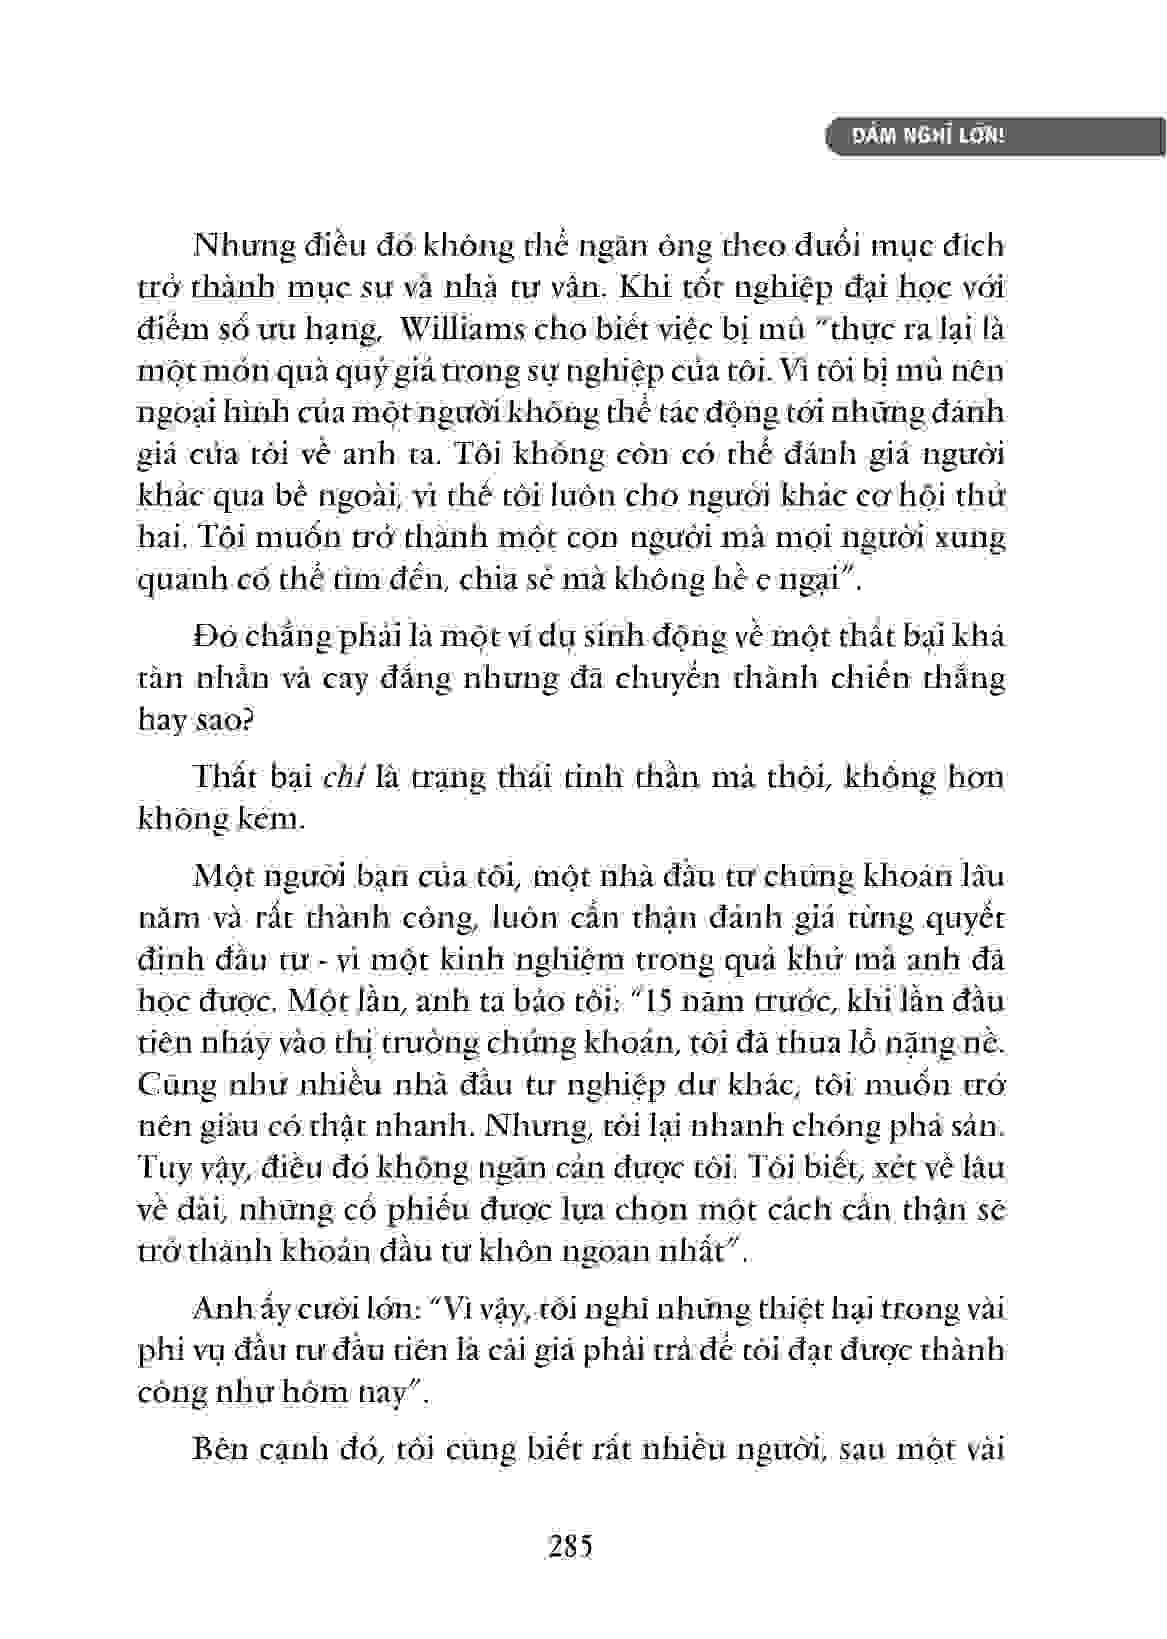 DÁM NGHĨ LỚN!
Nhưng điều đó không thể ngăn ông theo đuổi mục đích
trở thành mục sư và nhà tư vấn. Khi tốt nghiệp đại học với
điểm số ưu hạng, Williams cho biết việc bị mù “thực ra lại là
một món quà quý giá trong sự nghiệp của tôi. Vì tôi bị mù nên
ngoại hình của một người không thể tác động tới những đánh
giá của tôi về anh ta. Tôi không còn có thể đánh giá người
khác qua bề ngoài, vì thế tôi luôn cho người khác cơ hội thứ
hai. Tôi muốn trở thành một con người mà mọi người xung
quanh có thể tìm đến, chia sẻ mà không hề e ngại”.
Đó chẳng phải là một ví dụ sinh động về một thất bại khá
tàn nhẫn và cay đắng nhưng đã chuyển thành chiến thắng
hay sao?
Thất bại chỉ là trạng thái tinh thần mà thôi, không hơn
không kém.
Một người bạn của tôi, một nhà đầu tư chứng khoán lâu
năm và rất thành công, luôn cẩn thận đánh giá từng quyết
định đầu tư - vì một kinh nghiệm trong quá khứ mà anh đã
học được. Một lần, anh ta bảo tôi: “15 năm trước, khi lần đầu
tiên nhảy vào thị trường chứng khoán, tôi đã thua lỗ nặng nề.
Cũng như nhiều nhà đầu tư nghiệp dư khác, tôi muốn trở
nên giàu có thật nhanh. Nhưng, tôi lại nhanh chóng phá sản.
Tuy vậy, điều đó không ngăn cản được tôi. Tôi biết, xét về lâu
về dài, những cổ phiếu được lựa chọn một cách cẩn thận sẽ
trở thành khoản đầu tư khôn ngoan nhất”.
Anh ấy cười lớn: “Vì vậy, tôi nghĩ những thiệt hại trong vài
phi vụ đầu tư đầu tiên là cái giá phải trả để tôi đạt được thành
công như hôm nay”.
Bên cạnh đó, tôi cũng biết rất nhiều người, sau một vài
285